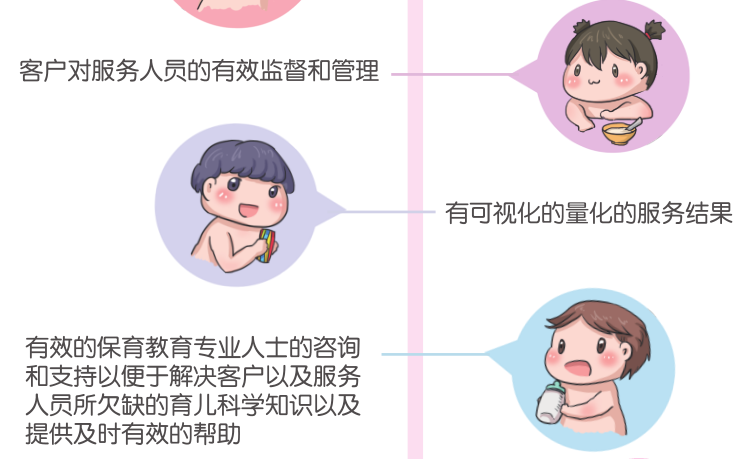 客户对服务人员的有效监督和管理
有可视化的量化的服务结果
有效的保育教育专业人士的咨询
和支持以便于解决客户以及服务
人员所欠缺的育儿科学知识以及
提供及时有效的帮助